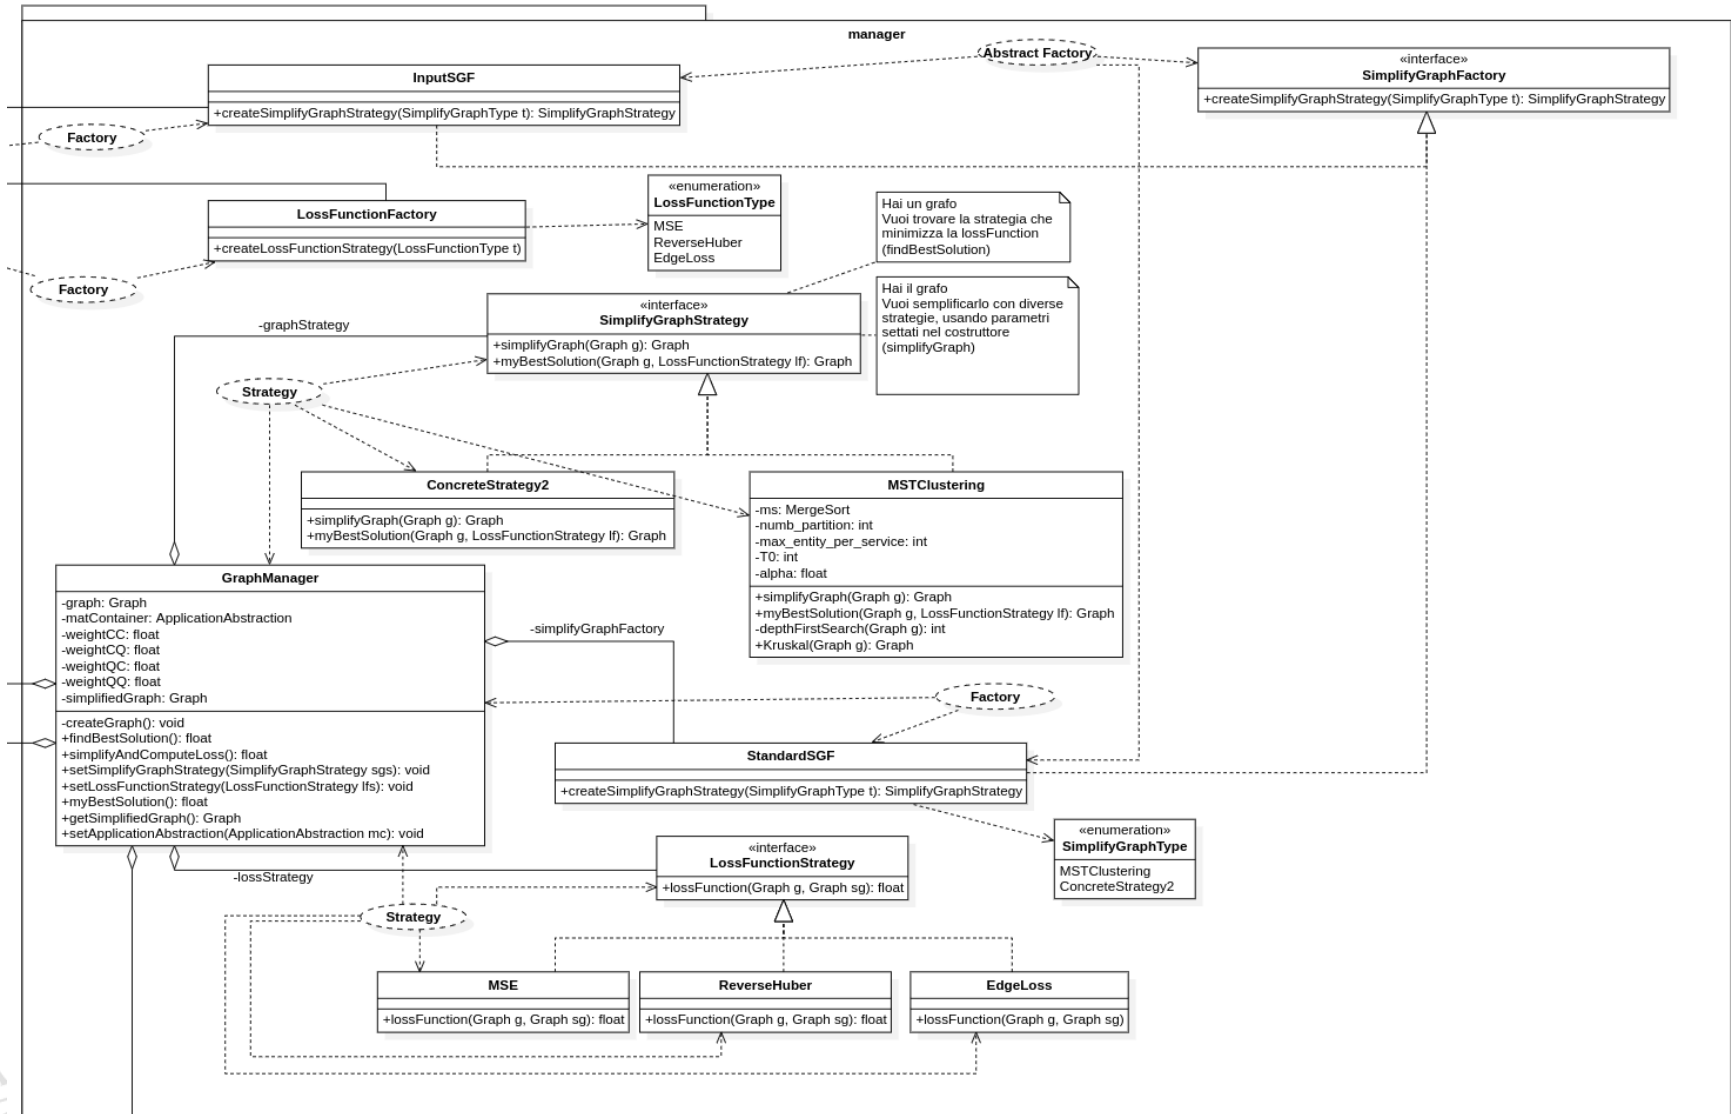 manager
Abstract Factory
«interface»
SimplifyGraphFactory
+createSimplifyGraphStrategy(SimplifyGraphType t): SimplifyGraphStrategy
InputSGF
+createSimplifyGraphStrategy(SimplifyGraphType t): SimplifyGraphStrategy
Factory
«enumeration»
LossFunctionType
MSE
ReverseHuber
EdgeLoss
LossFunctionFactory
+createLossFunctionStrategy(LossFunctionType t)
Factory
Hai un grafo
Vuoi trovare la strategia che
minimizza la lossFunction
(findBestSolution)
Hai il grafo
Vuoi semplificarlo con diverse
strategie, usando parametri
settati nel costruttore
(simplifyGraph)
«interface»
SimplifyGraphStrategy
+simplifyGraph(Graph g): Graph
+myBestSolution(Graph g, LossFunctionStrategy lf): Graph
-graphStrategy
Strategy
ConcreteStrategy2
+simplifyGraph(Graph g): Graph
+myBestSolution(Graph g, LossFunctionStrategy lf): Graph
MSTClustering
-ms: MergeSort
-numb_partition: int
-max_entity_per_service: int
-T0: int
-alpha: float
+simplifyGraph(Graph g): Graph
+myBestSolution(Graph g, LossFunctionStrategy lf): Graph
-depthFirstSearch(Graph g): int
+Kruskal(Graph g): Graph
GraphManager
-graph: Graph
-matContainer: ApplicationAbstraction
-weightCC: float
-weightCQ: float
-weightQC: float
-weightQQ: float
-simplifiedGraph: Graph
-createGraph(): void
+findBestSolution(): float
+simplifyAndComputeLoss(): float
+setSimplifyGraphStrategy(SimplifyGraphStrategy sgs): void
+setLossFunctionStrategy(LossFunctionStrategy lfs): void
+myBestSolution(): float
+getSimplifiedGraph(): Graph
+setApplicationAbstraction(ApplicationAbstraction mc): void
-simplifyGraphFactory
Factory
StandardSGF
+createSimplifyGraphStrategy(SimplifyGraphType t): SimplifyGraphStrategy
«enumeration»
SimplifyGraphType
MSTClustering
ConcreteStrategy2
«interface»
LossFunctionStrategy
+lossFunction(Graph g, Graph sg): float
-lossStrategy
Strategy
MSE
+lossFunction(Graph g, Graph sg): float
ReverseHuber
+lossFunction(Graph g, Graph sg): float
EdgeLoss
+lossFunction(Graph g, Graph sg)